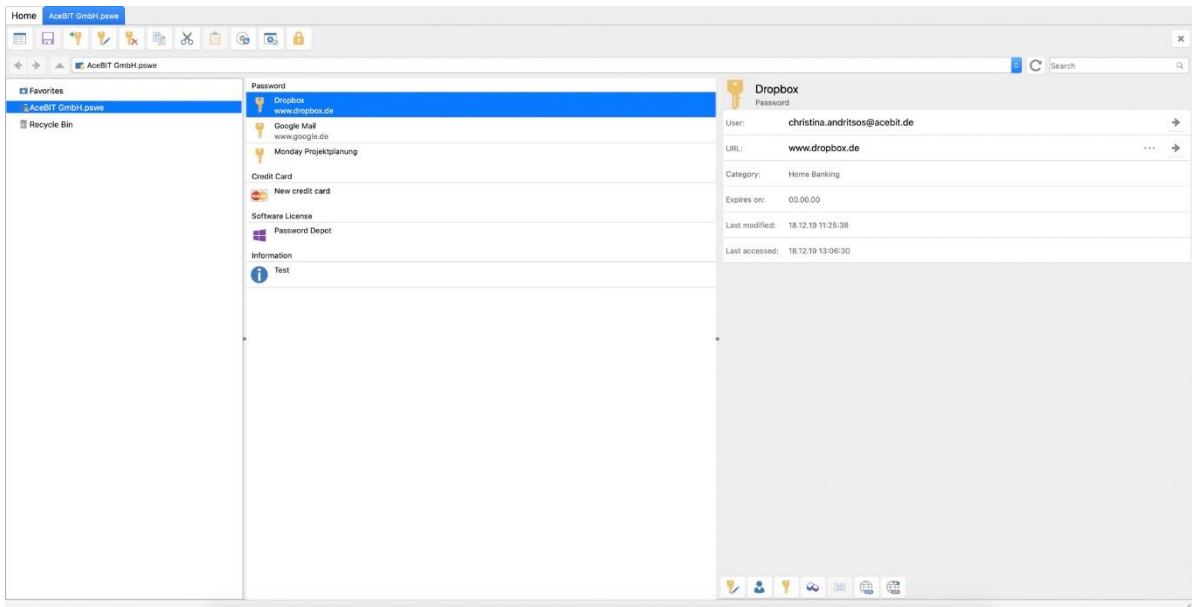 Home AceBIT GmbH.pswe
AceBIT GmbH.pswe Search
Favorites
AceBIT GmbH.pswe
Recycle Bin
Password
Dropbox
www.dropbox.de
Google Mail
www.google.de
Monday Projektplanung
Credit Card
New credit card
Software License
Password Depot
Information
Test
Dropbox
Password
User: christina.andritsos@acebit.de
URL: www.dropbox.de
Category: Home Banking
Expires on: 00.00.00
Last modified: 18.12.19 11:25:38
Last accessed: 18.12.19 13:06:30